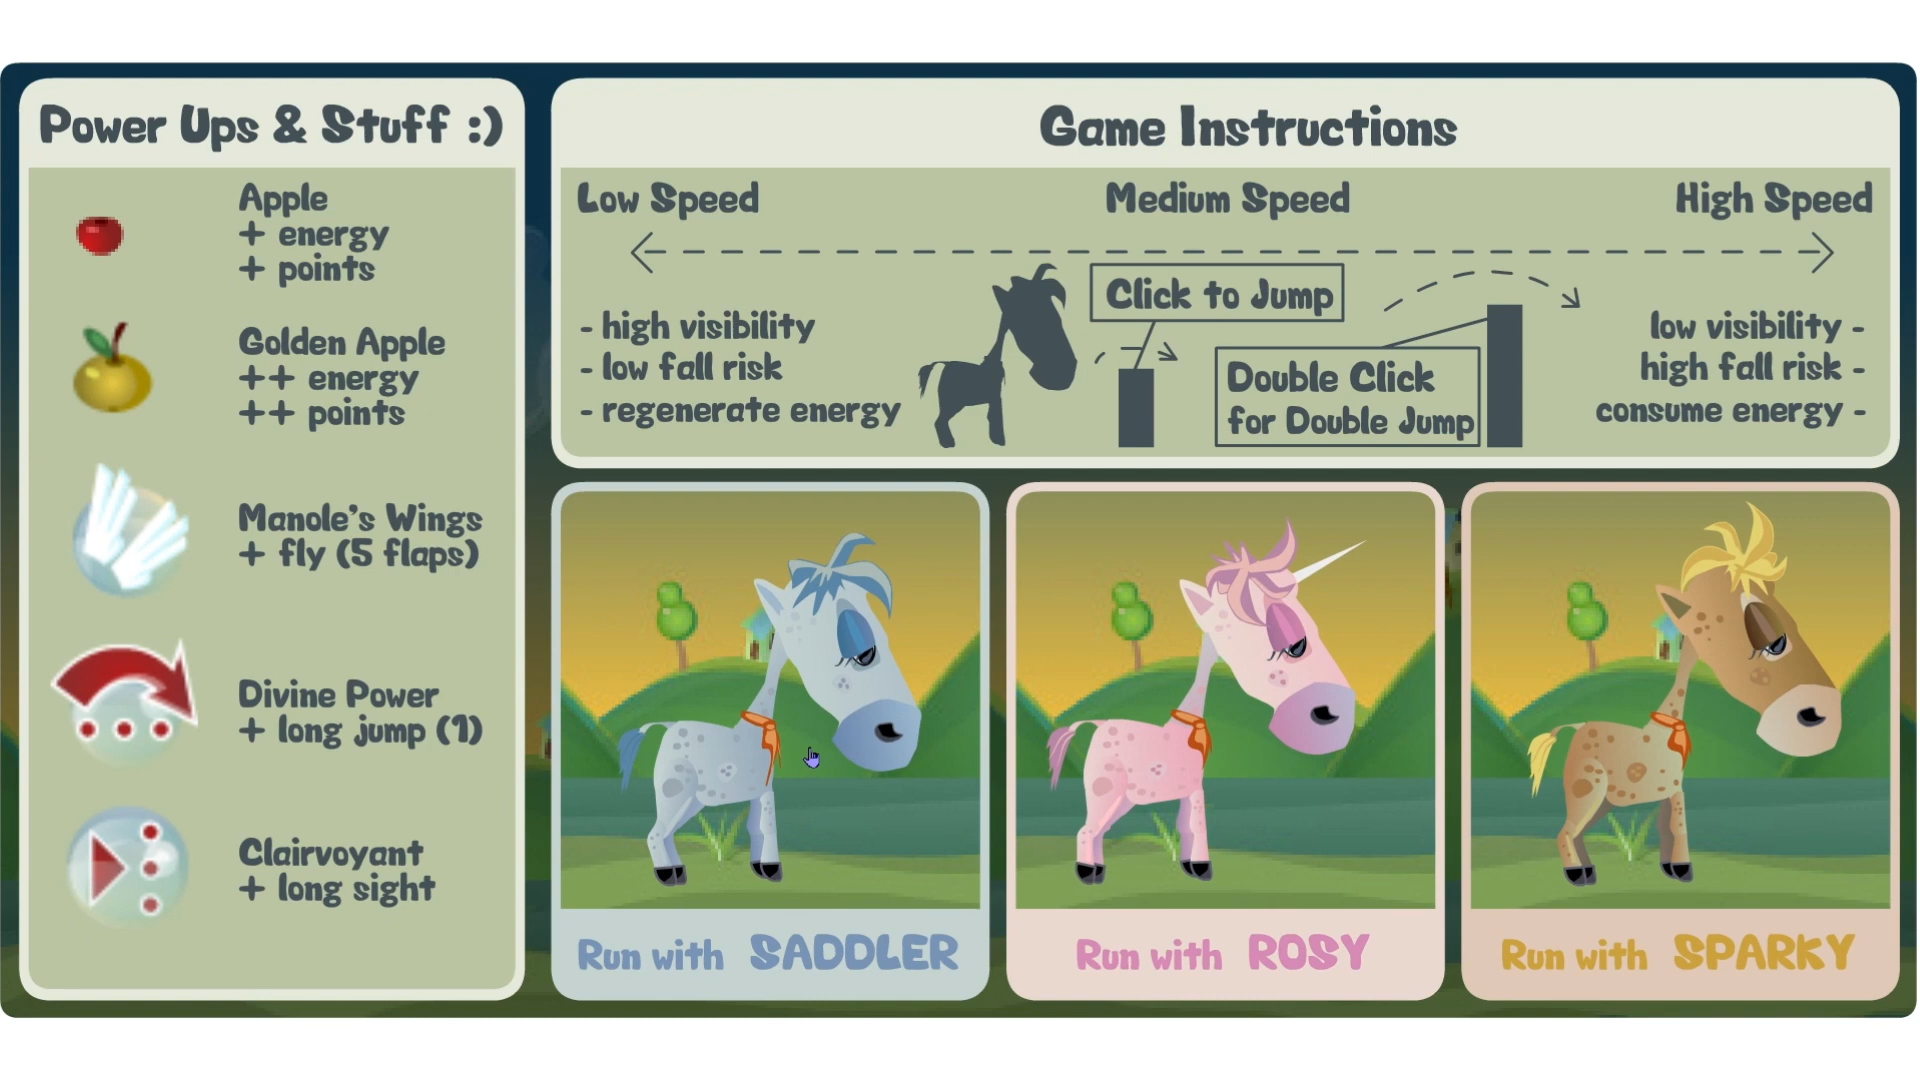 Power Ups & Stuff :)
Apple
+ energy
+ points
Golden Apple
++ energy
++ points
Manole's Wings
+ fly (5 flaps)
Divine Power
+ long jump (1)
Clairvoyant
+ long sight
Game Instructions
Low Speed
Medium Speed
High Speed
- high visibility
- low fall risk
- regenerate energy
Click to Jump
Double Click
for Double Jump
low visibility -
high fall risk -
consume energy -
Run with SADDLER
Run with ROSY
Run with SPARKY